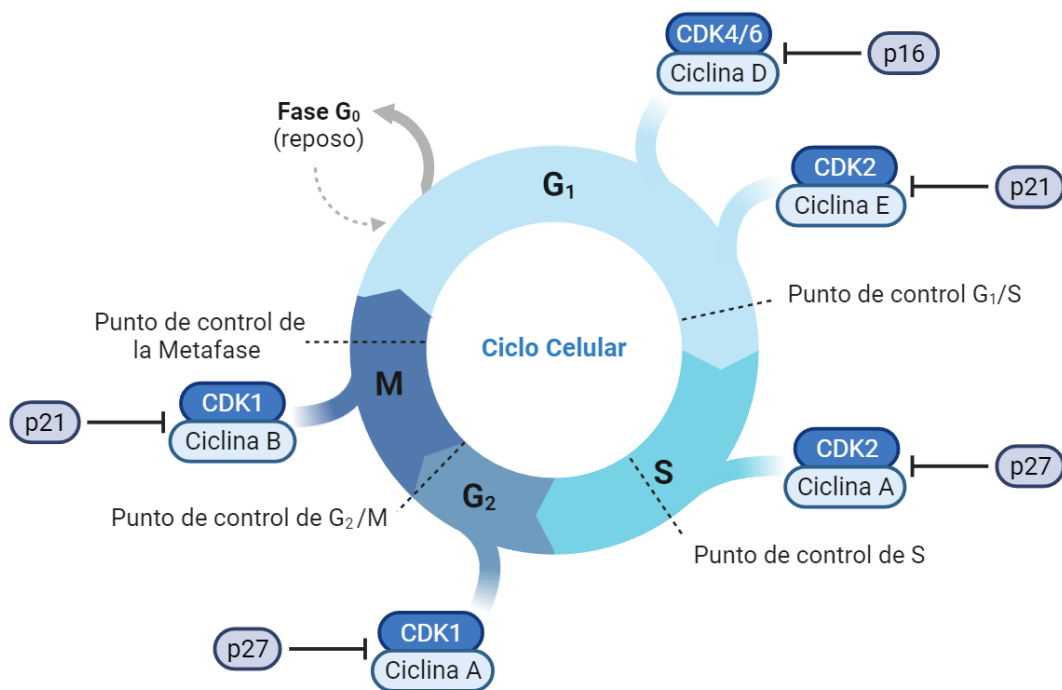 CDK4/6
Ciclina D
p16
Fase G₀
(reposo)
G₁
CDK2
Ciclina E
p21
Punto de control G₁/S
Punto de control de
la Metafase
Ciclo Celular
M
CDK1
Ciclina B
p21
S
CDK2
Ciclina A
p27
G₂
Punto de control de G₂/M
Punto de control de S
CDK1
Ciclina A
p27